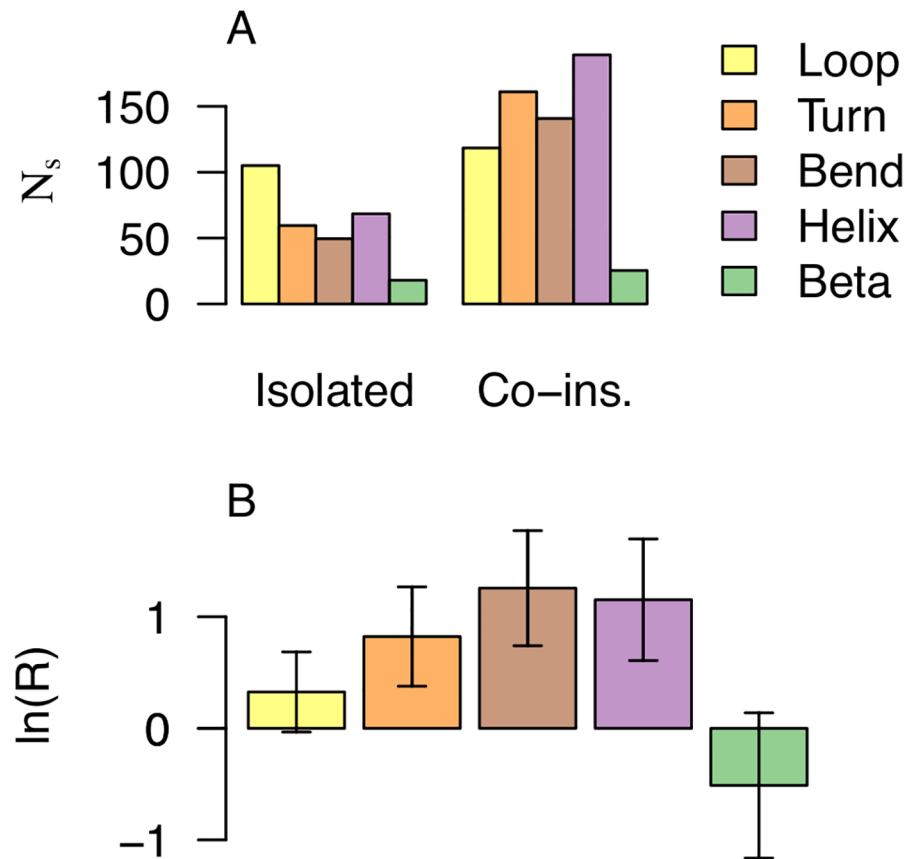 A
N_s
150
100
50
0
Isolated Co-ins.
Loop
Turn
Bend
Helix
Beta
B
ln(R)
1
0
-1